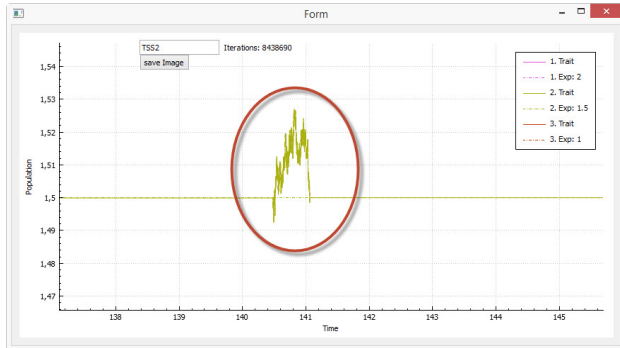 Form
TSS2 Iterations: 8438690
save Image
1. Trait
1. Exp: 2
2. Trait
2. Exp: 1.5
3. Trait
3. Exp: 1
1,54
1,53
1,52
1,51
1,5
1,49
1,48
1,47
Population
138 139 140 141 142 143 144 145
Time